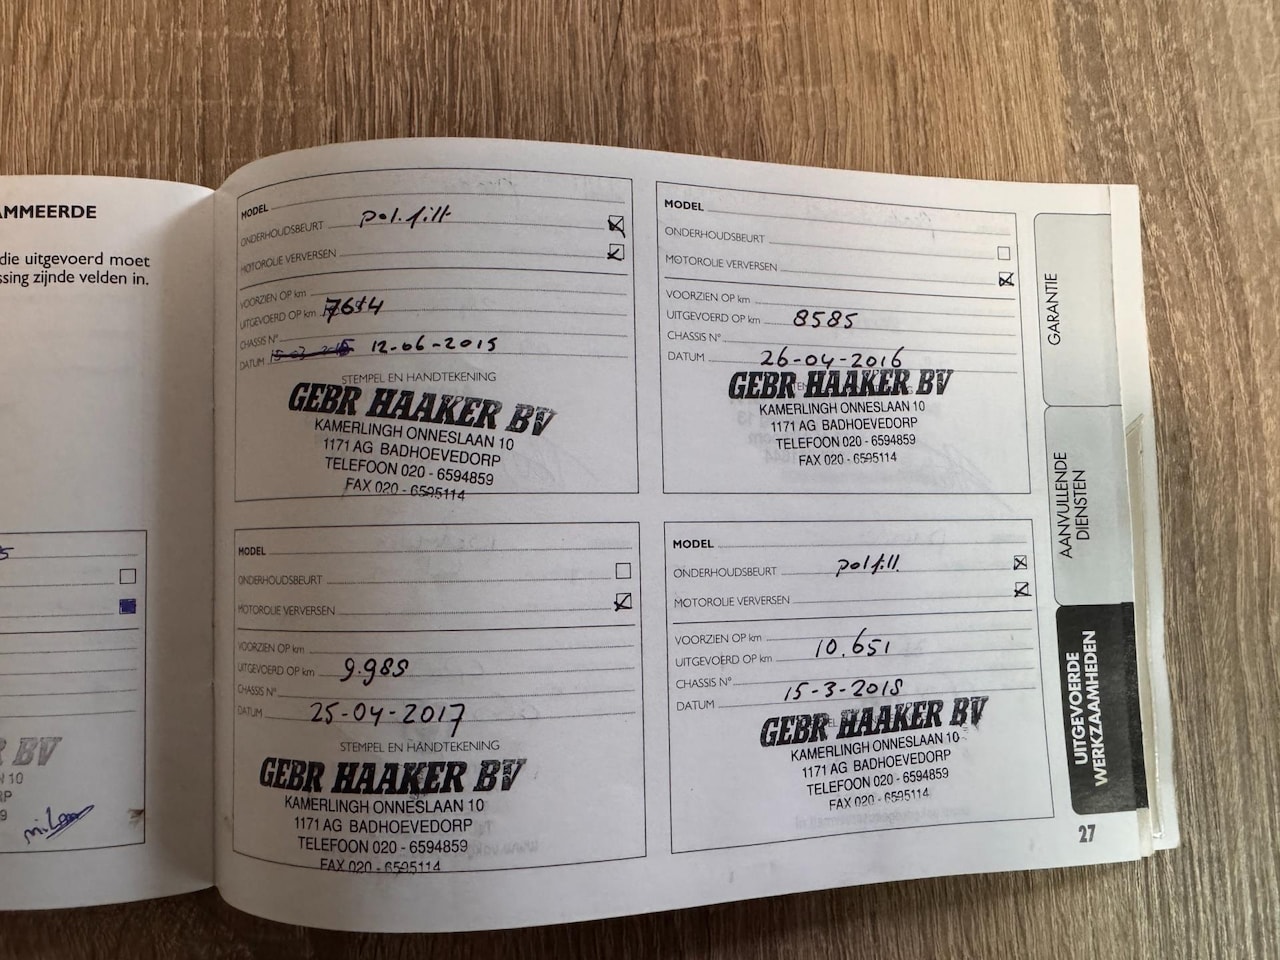 AMMEERDE
die uitgevoerd moet
ssing zijnde velden in.
MODEL
ONDERHOUDSBEURT pol.filt
MOTOROLIE VERVERSEN
VOORZIEN OP km
UITGEVOERD OP km 7614
CHASSIS N°
DATUM 12-06-2015
STEMPEL EN HANDTEKENING
GEBR HAAKER BV
KAMERLINGH ONNESLAAN 10
1171 AG BADHOEVEDORP
TELEFOON 020 - 6594859
FAX 020 - 6595114
MODEL
ONDERHOUDSBEURT
MOTOROLIE VERVERSEN
VOORZIEN OP km
UITGEVOERD OP km 8585
CHASSIS N°
DATUM 26-04-2016
GEBR HAAKER BV
KAMERLINGH ONNESLAAN 10
1171 AG BADHOEVEDORP
TELEFOON 020 - 6594859
FAX 020 - 6595114
MODEL
ONDERHOUDSBEURT
MOTOROLIE VERVERSEN
VOORZIEN OP km
UITGEVOERD OP km 9.985
CHASSIS N°
DATUM 25-04-2017
STEMPEL EN HANDTEKENING
GEBR HAAKER BV
KAMERLINGH ONNESLAAN 10
1171 AG BADHOEVEDORP
TELEFOON 020 - 6594859
FAX 020 - 6595114
MODEL
ONDERHOUDSBEURT pol fill.
MOTOROLIE VERVERSEN
VOORZIEN OP km
UITGEVOERD OP km 10.651
CHASSIS N°
DATUM 15-3-2018
GEBR HAAKER BV
KAMERLINGH ONNESLAAN 10
1171 AG BADHOEVEDORP
TELEFOON 020 - 6594859
FAX 020 - 6595114
GARANTIE
AANVULLENDE
DIENSTEN
UITGEVOERDE
WERKZAAMHEDEN
27